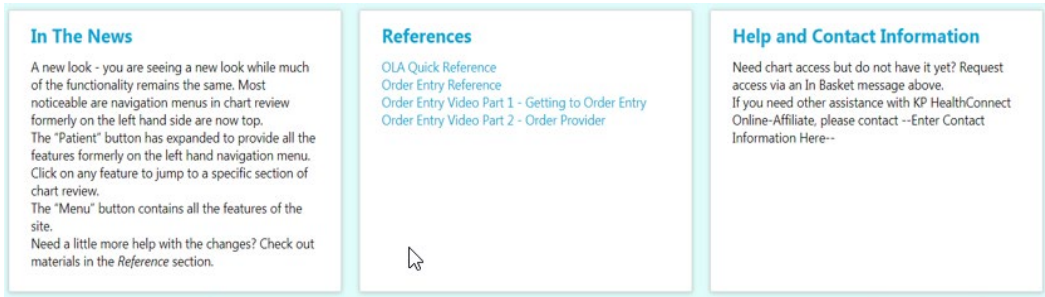 In The News
A new look - you are seeing a new look while much
of the functionality remains the same. Most
noticeable are navigation menus in chart review
formerly on the left hand side are now top.
The "Patient" button has expanded to provide all the
features formerly on the left hand navigation menu.
Click on any feature to jump to a specific section of
chart review.
The "Menu" button contains all the features of the
site.
Need a little more help with the changes? Check out
materials in the Reference section.
References
OLA Quick Reference
Order Entry Reference
Order Entry Video Part 1 - Getting to Order Entry
Order Entry Video Part 2 - Order Provider
Help and Contact Information
Need chart access but do not have it yet? Request
access via an In Basket message above.
If you need other assistance with KP HealthConnect
Online-Affiliate, please contact --Enter Contact
Information Here--